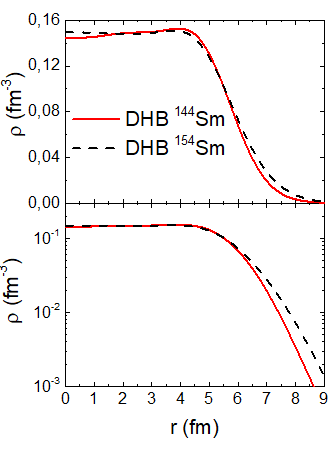 0,16
0,12
0,08
0,04
0,00
ρ (fm⁻³)
DHB ¹⁴⁴Sm
DHB ¹⁵⁴Sm
10⁻¹
10⁻²
10⁻³
ρ (fm⁻³)
0 1 2 3 4 5 6 7 8 9
r (fm)